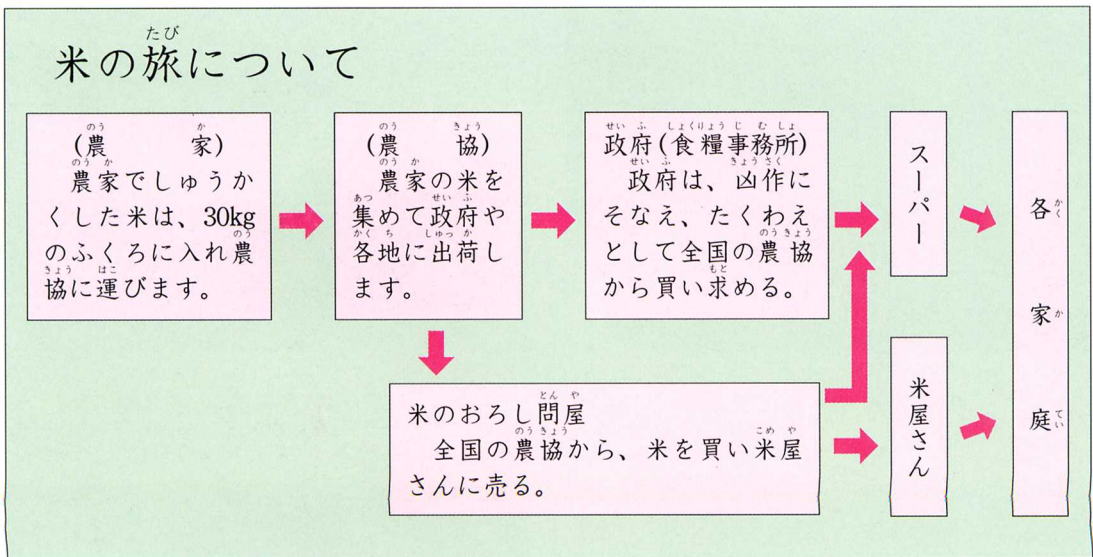 米の旅について
(農家)
農家でしゅうか
くした米は、30kg
のふくろに入れ農
協に運びます。
(農協)
農家の米を
集めて政府や
各地に出荷し
ます。
政府(食糧事務所)
政府は、凶作に
そなえ、たくわえ
として全国の農協
から買い求める。
米のおろし問屋
全国の農協から、米を買い米屋
さんに売る。
スーパー
米屋さん
各家庭